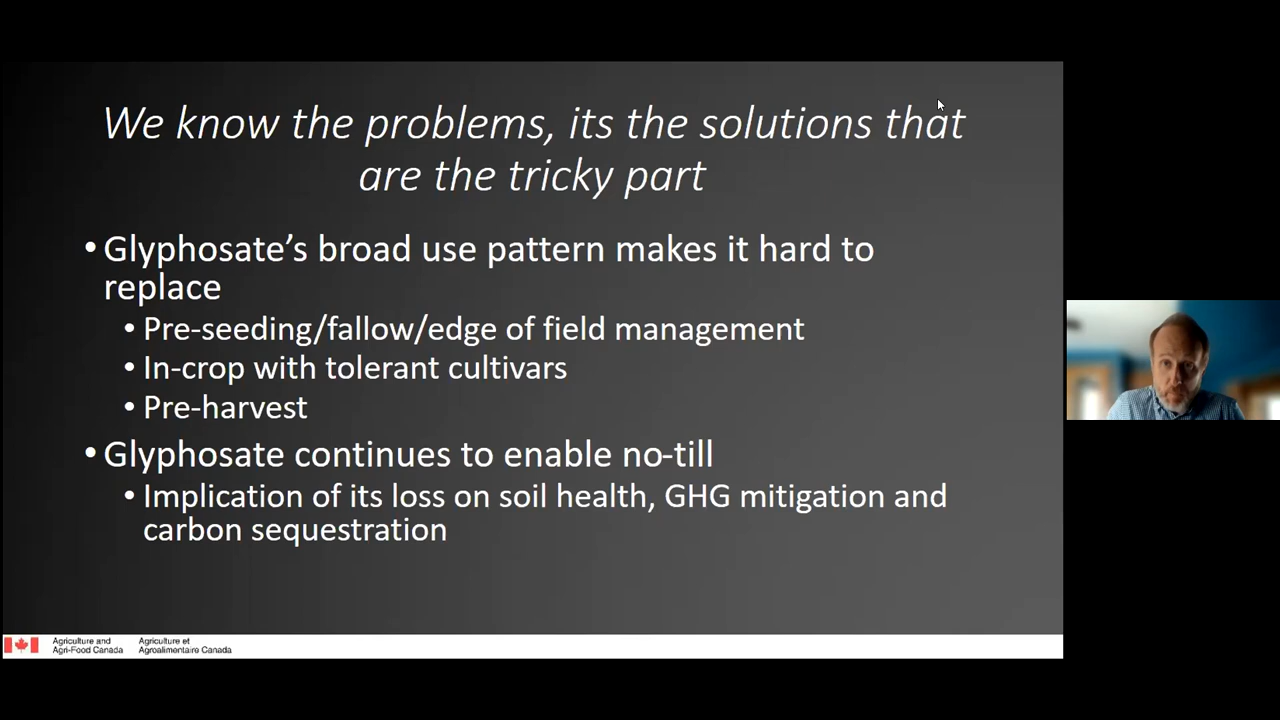 We know the problems, its the solutions that
are the tricky part
• Glyphosate’s broad use pattern makes it hard to
replace
• Pre-seeding/fallow/edge of field management
• In-crop with tolerant cultivars
• Pre-harvest
• Glyphosate continues to enable no-till
• Implication of its loss on soil health, GHG mitigation and
carbon sequestration
Agriculture and
Agri-Food Canada
Agriculture et
Agroalimentaire Canada